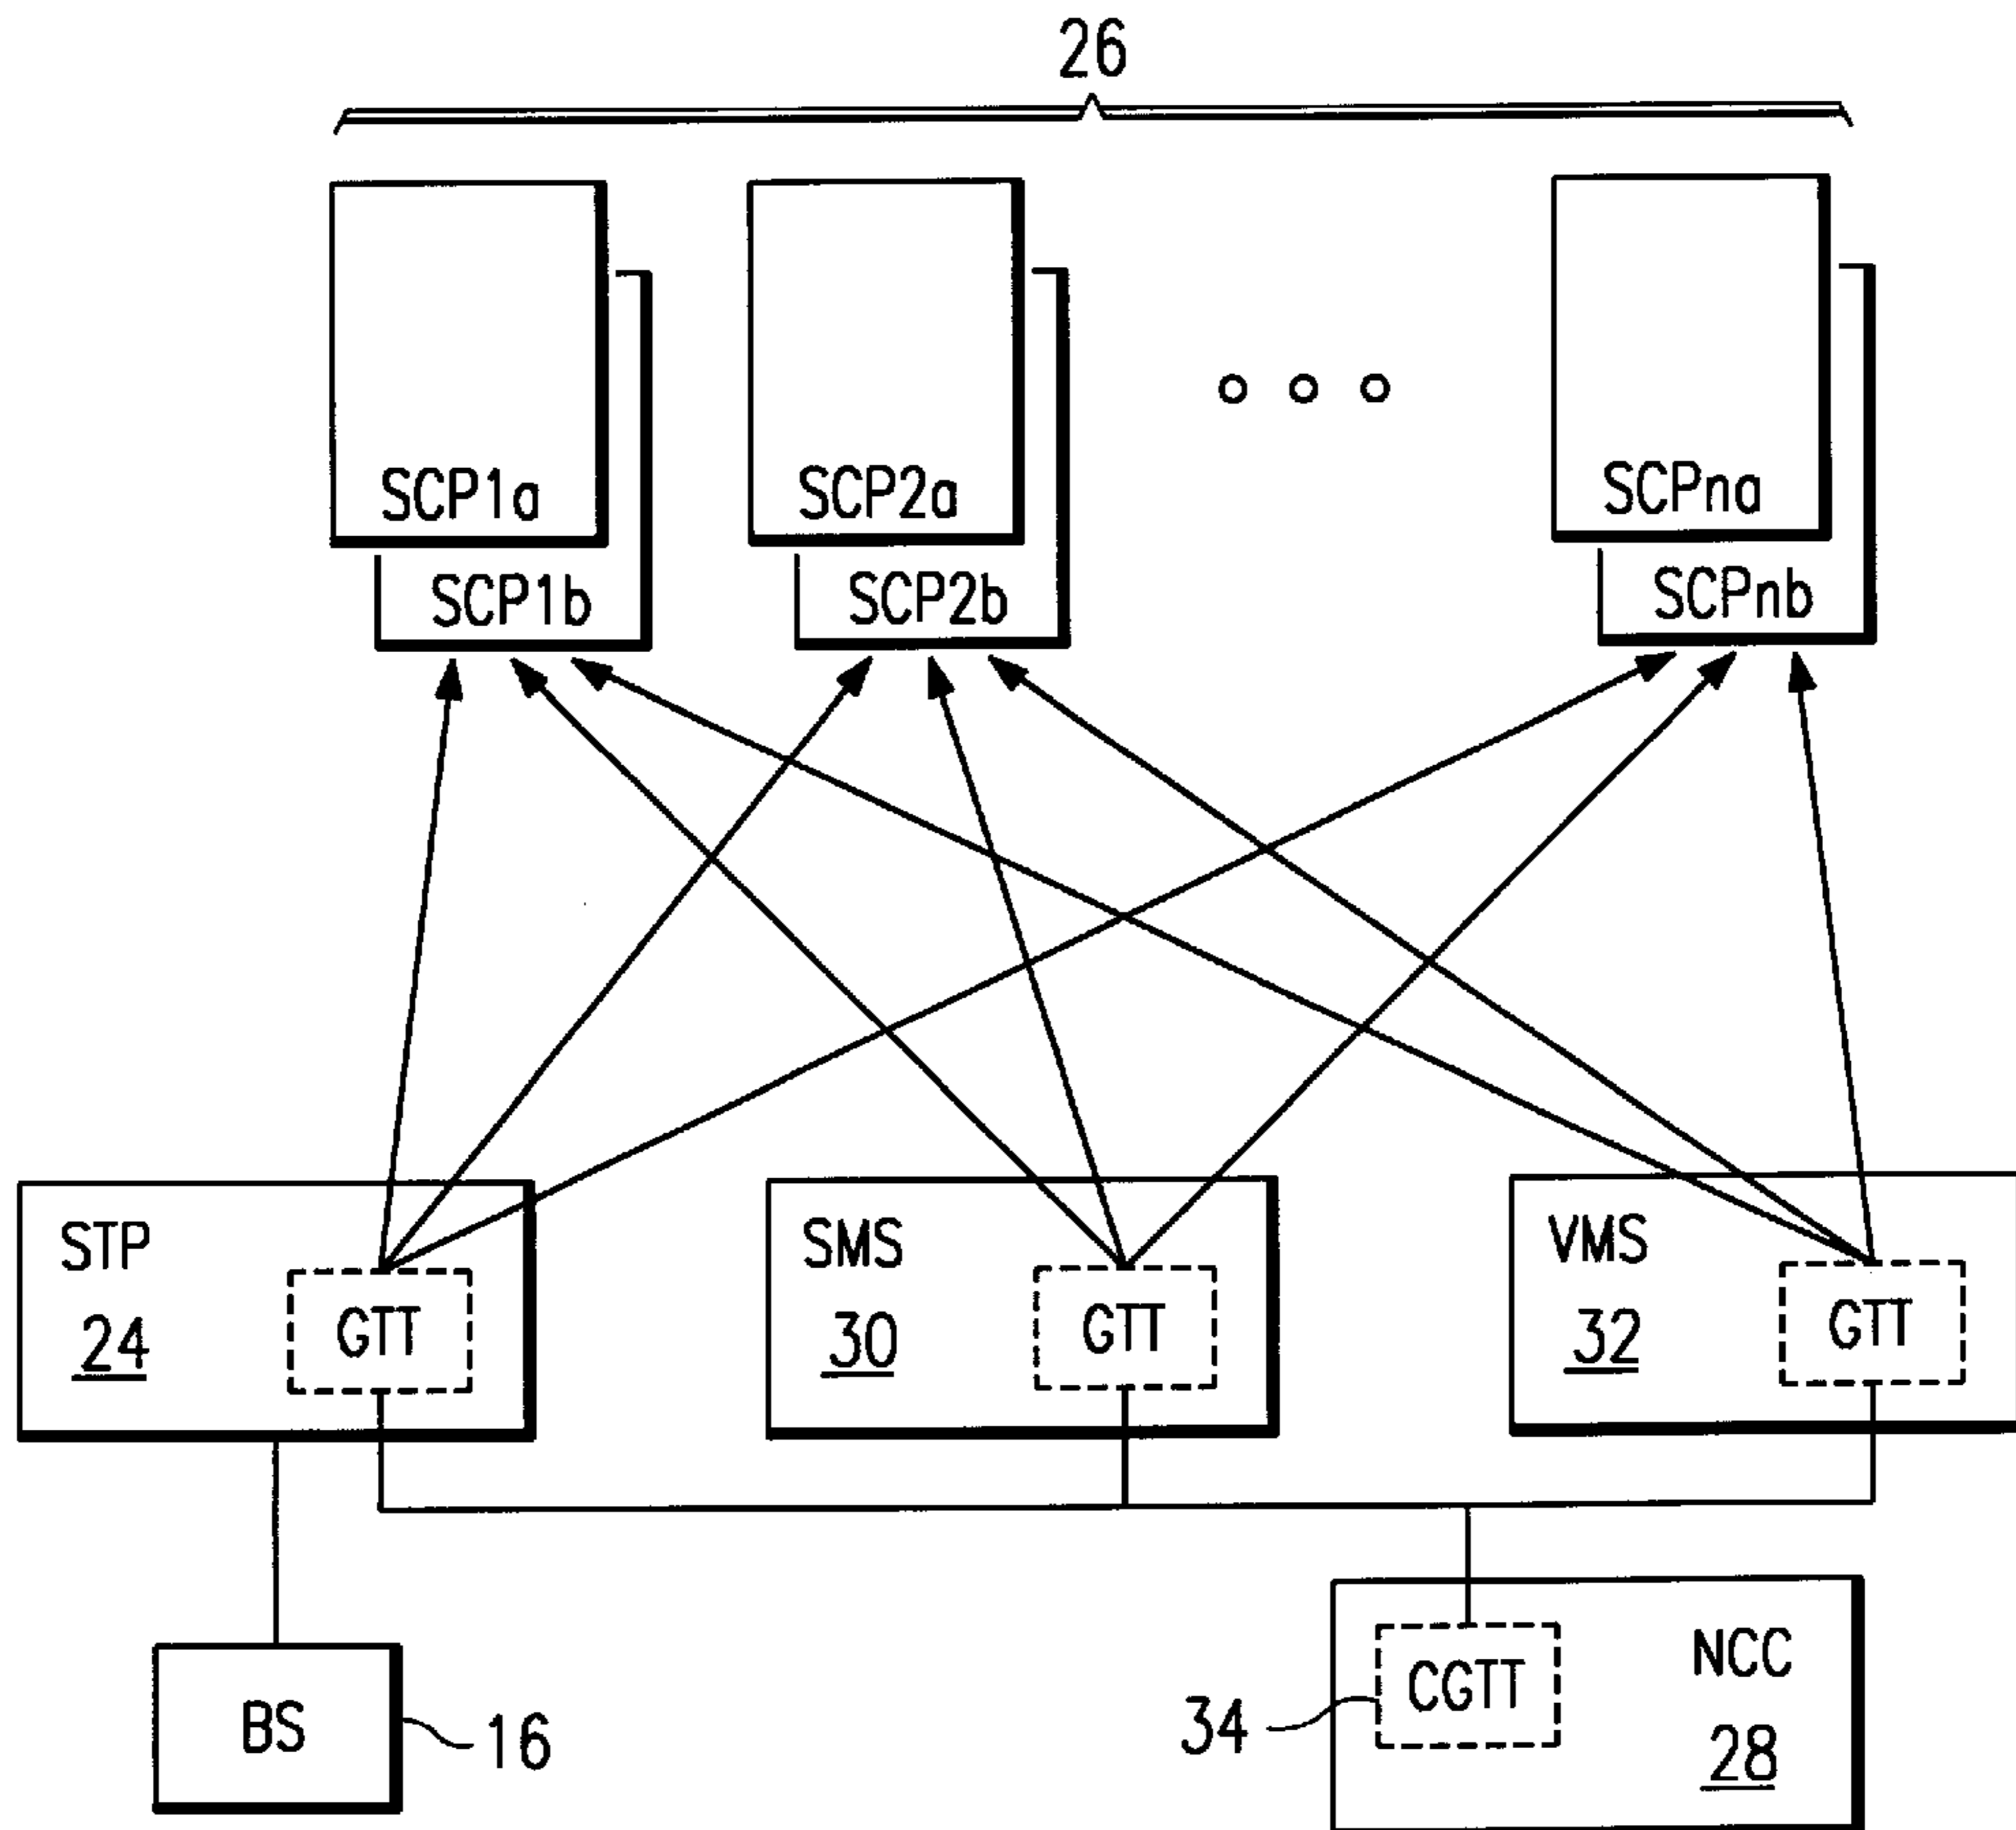 26
SCP1a
SCP1b
SCP2a
SCP2b
SCPna
SCPnb
STP
24
GTT
SMS
30
GTT
VMS
32
GTT
BS
16
34
CGTT
NCC
28